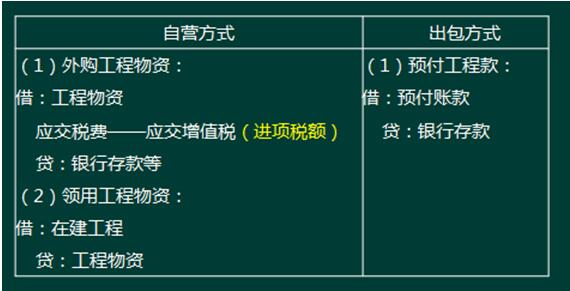 自营方式
出包方式
（1）外购工程物资：
借：工程物资
应交税费——应交增值税（进项税额）
贷：银行存款等
（2）领用工程物资：
借：在建工程
贷：工程物资
（1）预付工程款：
借：预付账款
贷：银行存款